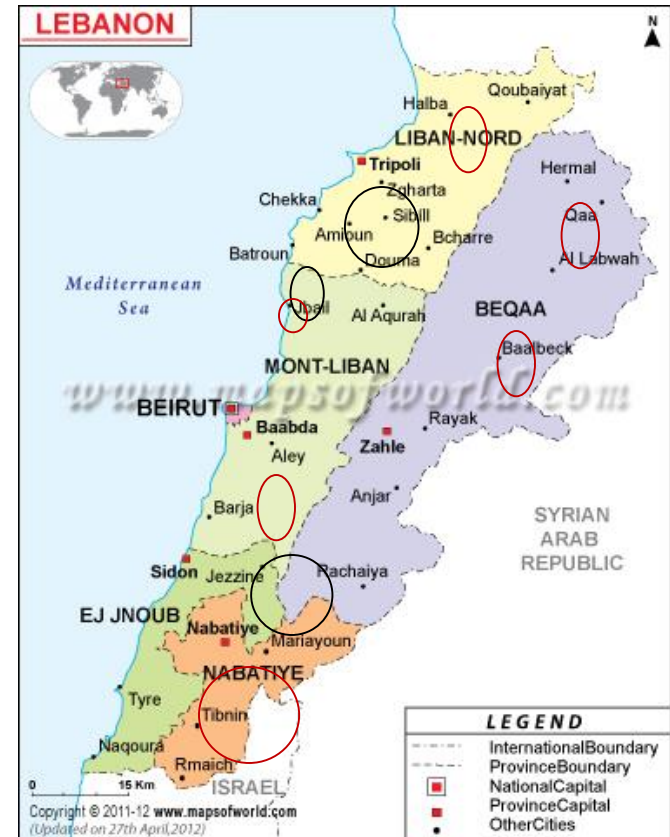 LEBANON
N
Qoubaiyat
Halba
LIBAN-NORD
Tripoli
Hermal
Zgharta
Chekka
Sibill
Qaa
Amioun
Batroun
Bcharre
Douma
Al Labwah
Mediterranean
Sea
Jbail
Al Aqurah
BEQAA
Baalbeck
MONT-LIBAN
www.mapsofworld.com
BEIRUT
Baabda
Rayak
Aley
Zahle
Anjar
Barja
SYRIAN
ARAB
REPUBLIC
Sidon
Jezzine
Rachaiya
EJ JNOUB
Nabatiye
Mariayoun
NABATIYE
Tyre
Tibnin
Naqoura
Rmaich
ISRAEL
0 15 Km
Copyright © 2011-12 www.mapsofworld.com
(Updated on 27th April,2012)
LEGEND
InternationalBoundary
ProvinceBoundary
NationalCapital
ProvinceCapital
OtherCities